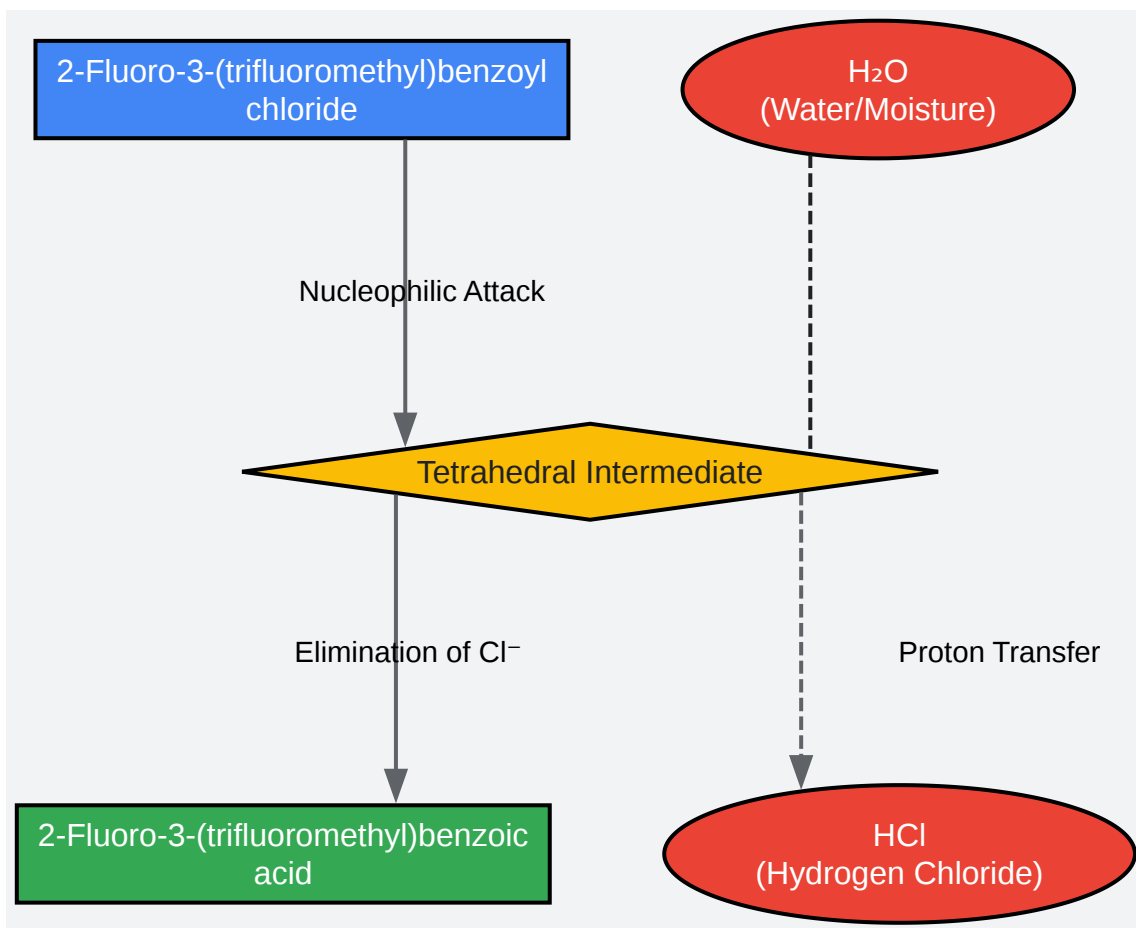 2-Fluoro-3-(trifluoromethyl)benzoyl
chloride
H₂O
(Water/Moisture)
Nucleophilic Attack
Tetrahedral Intermediate
Elimination of Cl⁻
Proton Transfer
2-Fluoro-3-(trifluoromethyl)benzoic
acid
HCl
(Hydrogen Chloride)